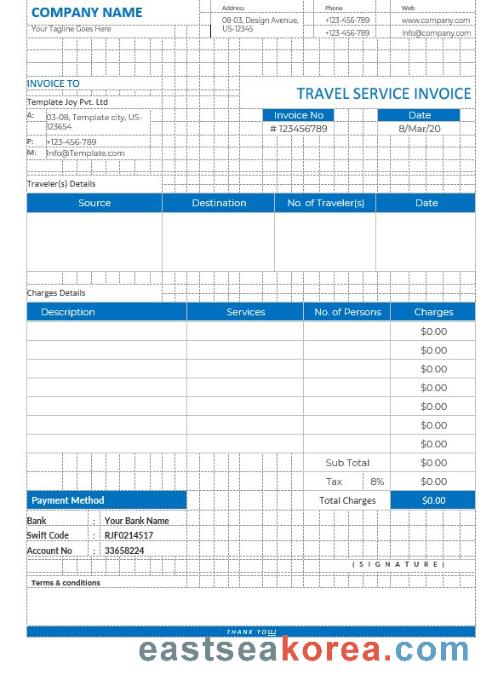 COMPANY NAME
Your Tagline Goes Here
Address
08-03, Design Avenue,
US-12345
Phone
+123-456-789
+123-456-789
Web
www.company.com
Info@company.com
INVOICE TO
TRAVEL SERVICE INVOICE
Template Joy Pvt. Ltd
A: 03-08, Template city, US-
123654
P: +123-456-789
M: Info@Template.com
Invoice No Date
# 123456789 8/Mar/20
Traveler(s) Details
Source Destination No. of Traveler(s) Date
Charges Details
Description Services No. of Persons Charges
$0.00
$0.00
$0.00
$0.00
$0.00
$0.00
$0.00
Sub Total $0.00
Tax 8% $0.00
Payment Method Total Charges $0.00
Bank : Your Bank Name
Swift Code : RJF0214517
Account No : 33658224
(SIGNATURE)
Terms & conditions
THANK YOU
eastseakorea.com